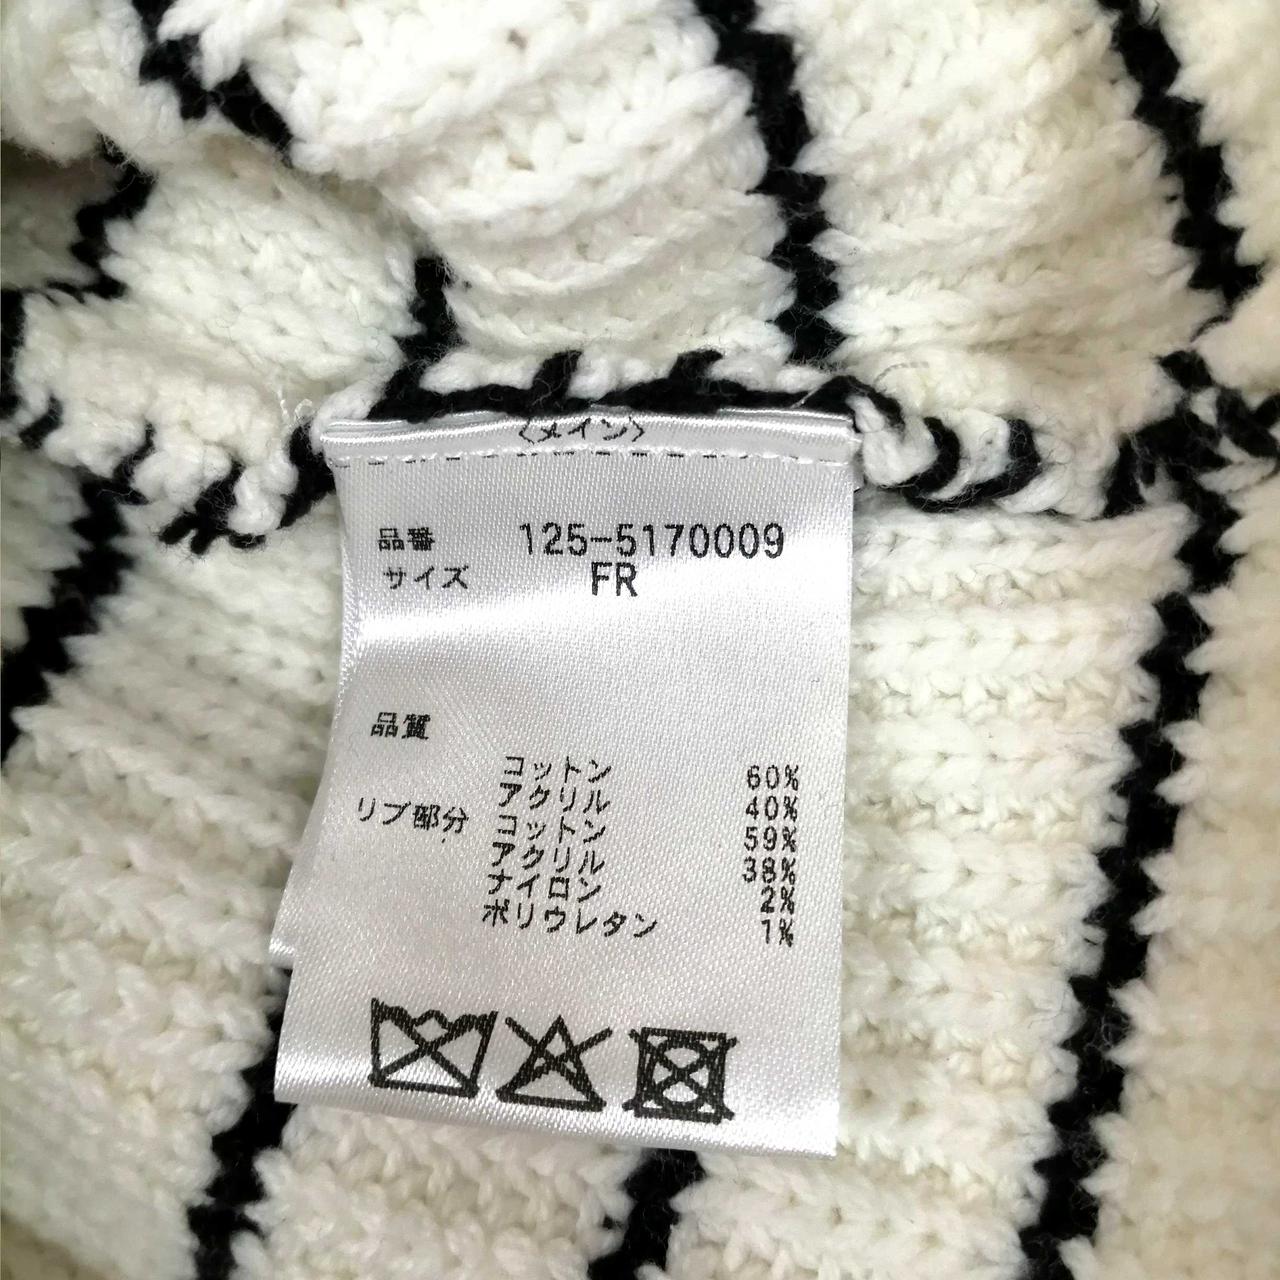 〈メイン〉
品番 125-5170009
サイズ FR
品質
コットン 60%
アクリル 40%
リブ部分 コットン 59%
アクリル 38%
ナイロン 2%
ポリウレタン 1%